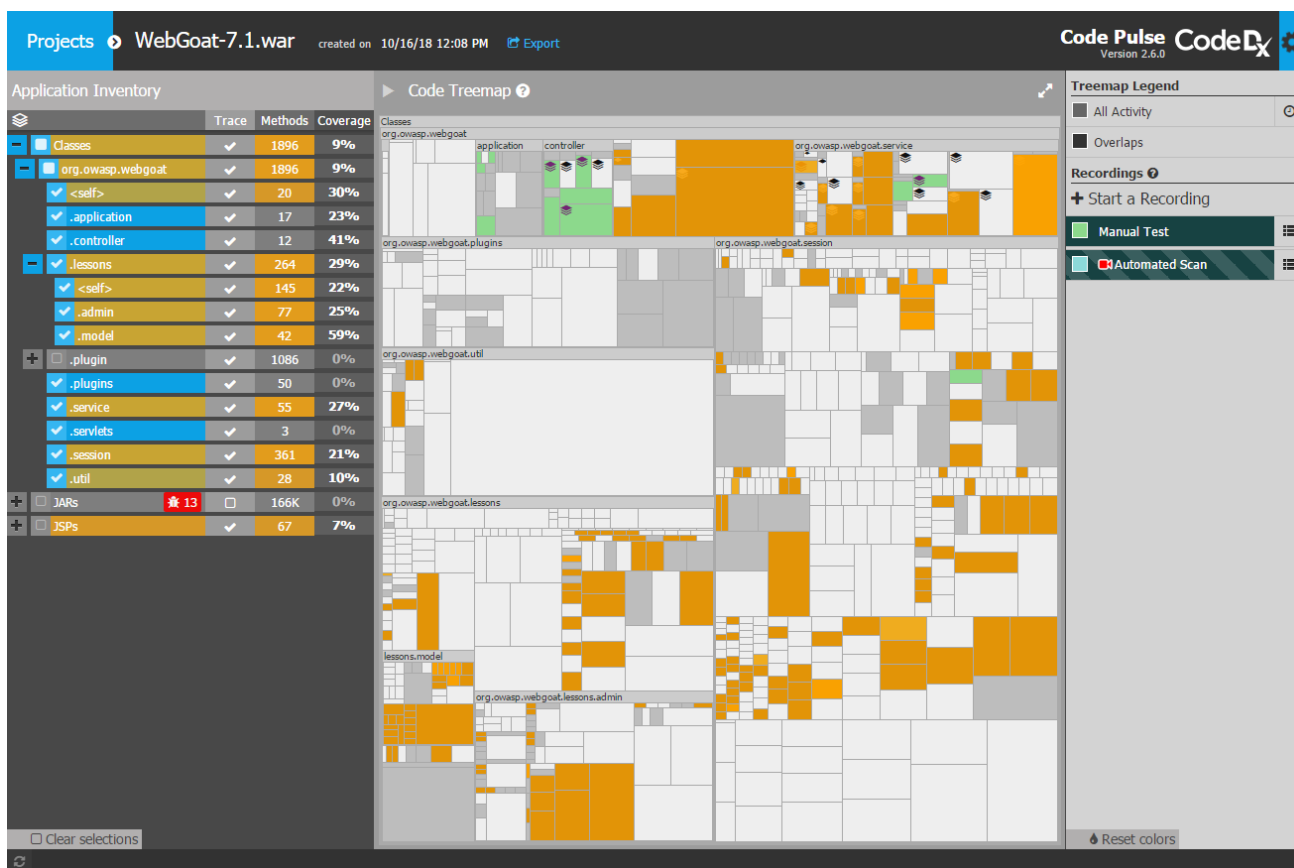 Projects WebGoat-7.1.war created on 10/16/18 12:08 PM Export
Code Pulse
Version 2.6.0
Code Dx
Application Inventory
Trace Methods Coverage
Classes 1896 9%
org.owasp.webgoat 1896 9%
<self> 20 30%
.application 17 23%
.controller 12 41%
.lessons 264 29%
<self> 145 22%
.admin 77 25%
.model 42 59%
.plugin 1086 0%
.plugins 50 0%
.service 55 27%
.servlets 3 0%
.session 361 21%
.util 28 10%
JARs 13 166K 0%
JSPs 67 7%
Clear selections
Code Treemap ?
Classes
org.owasp.webgoat
application controller org.owasp.webgoat.service
org.owasp.webgoat.plugins org.owasp.webgoat.session
org.owasp.webgoat.util
org.owasp.webgoat.lessons
lessons.model
org.owasp.webgoat.lessons.admin
Treemap Legend
All Activity
Overlaps
Recordings ?
+ Start a Recording
Manual Test
Automated Scan
Reset colors